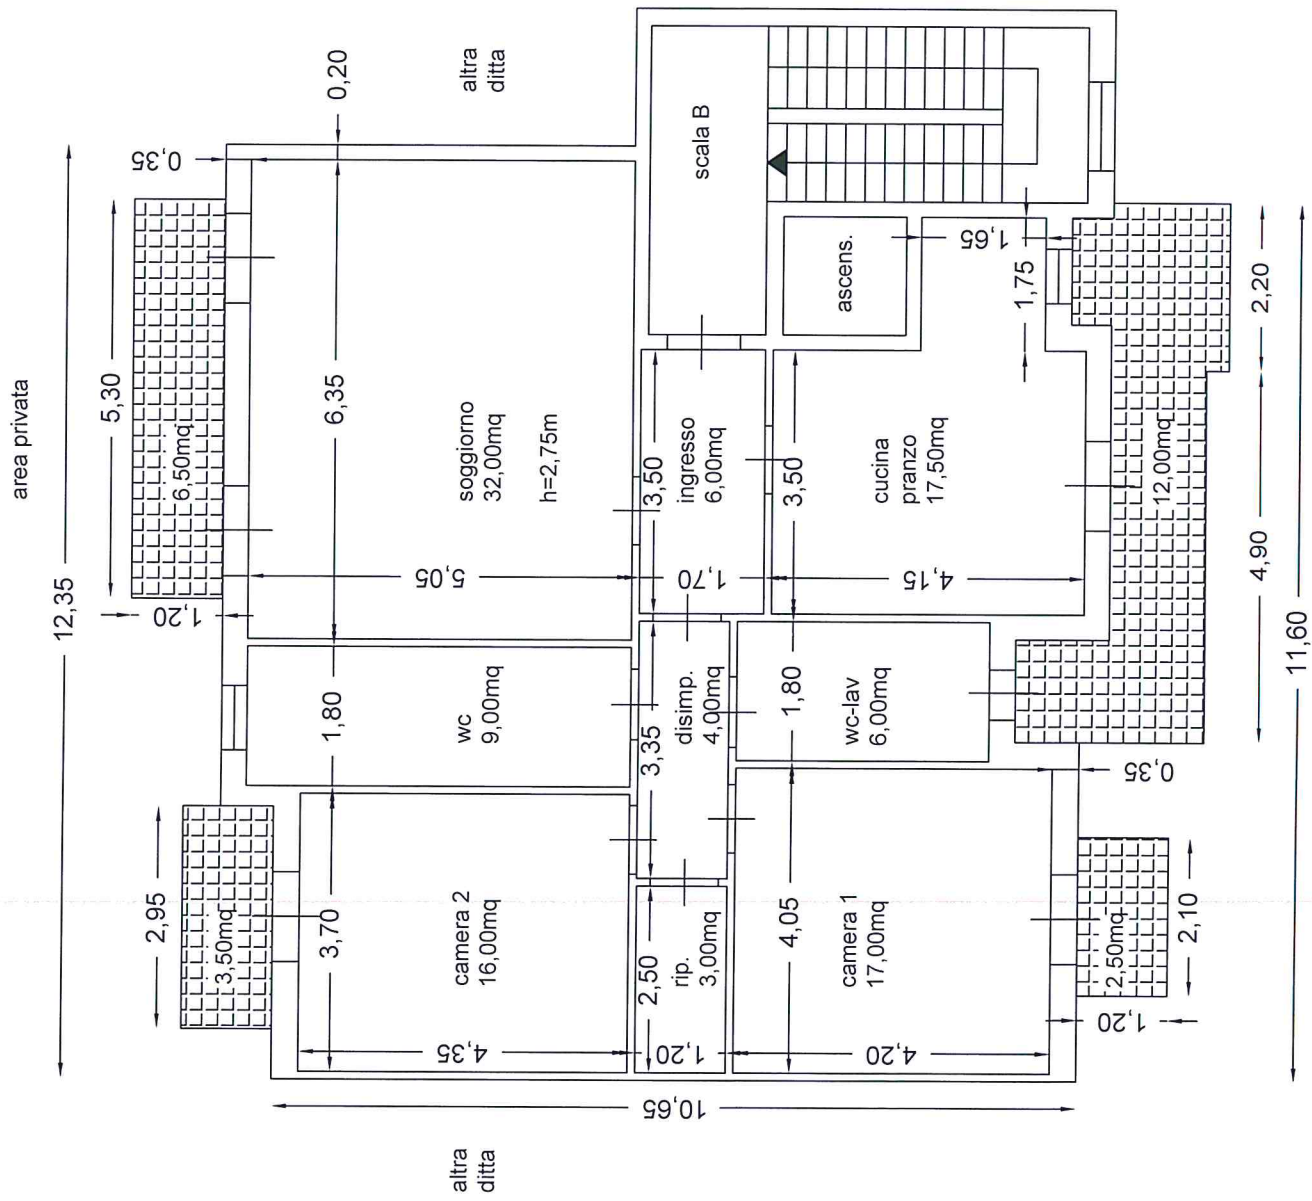 area privata
12,35
5,30
6,50mq
1,20
0,35
0,20
altra
ditta
2,95
3,50mq
soggiorno
32,00mq
h=2,75m
6,35
5,05
wc
9,00mq
1,80
camera 2
16,00mq
3,70
4,35
scala B
ascens.
ingresso
6,00mq
3,50
1,70
disimp.
4,00mq
3,35
rip.
3,00mq
2,50
1,20
cucina
pranzo
17,50mq
3,50
4,15
1,65
1,75
wc-lav
6,00mq
1,80
camera 1
17,00mq
4,05
4,20
0,35
12,00mq
2,20
4,90
2,50mq
2,10
1,20
11,60
10,65
altra
ditta